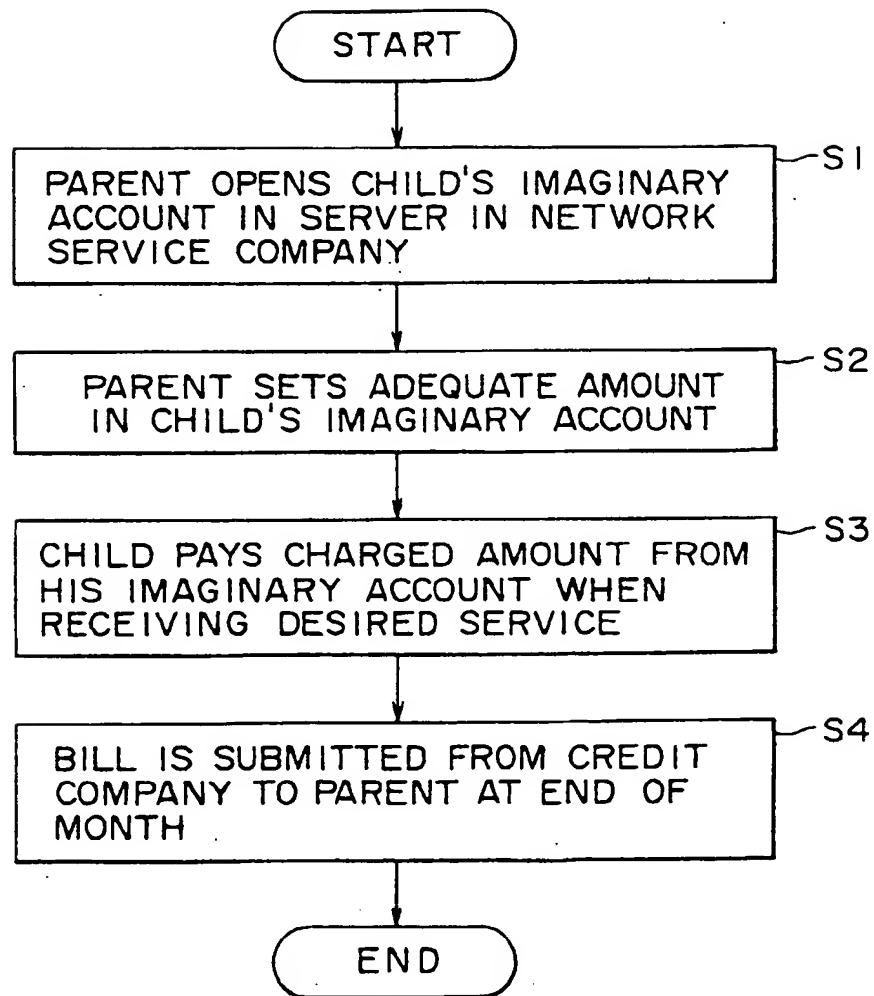 START
S1
PARENT OPENS CHILD'S IMAGINARY
ACCOUNT IN SERVER IN NETWORK
SERVICE COMPANY
S2
PARENT SETS ADEQUATE AMOUNT
IN CHILD'S IMAGINARY ACCOUNT
S3
CHILD PAYS CHARGED AMOUNT FROM
HIS IMAGINARY ACCOUNT WHEN
RECEIVING DESIRED SERVICE
S4
BILL IS SUBMITTED FROM CREDIT
COMPANY TO PARENT AT END OF
MONTH
END